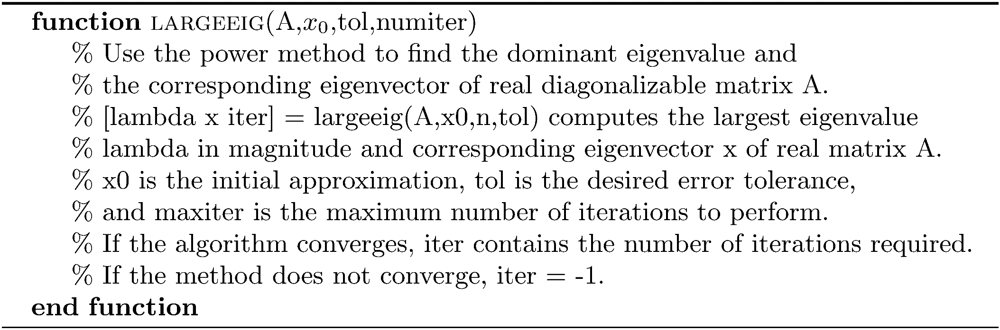 function LARGEEIG(A,x₀,tol,numiter)
% Use the power method to find the dominant eigenvalue and
% the corresponding eigenvector of real diagonalizable matrix A.
% [lambda x iter] = largeeig(A,x0,n,tol) computes the largest eigenvalue
% lambda in magnitude and corresponding eigenvector x of real matrix A.
% x0 is the initial approximation, tol is the desired error tolerance,
% and maxiter is the maximum number of iterations to perform.
% If the algorithm converges, iter contains the number of iterations required.
% If the method does not converge, iter = -1.
end function